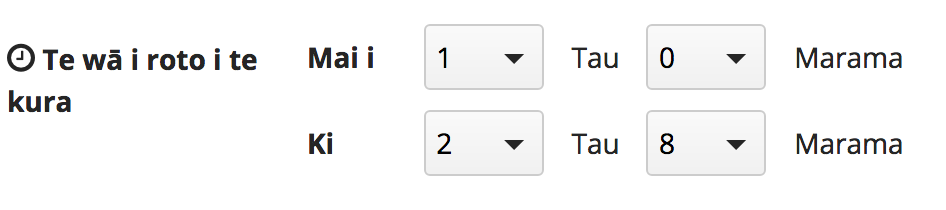 Te wā i roto i te
kura
Mai i 1 Tau 0 Marama
Ki 2 Tau 8 Marama